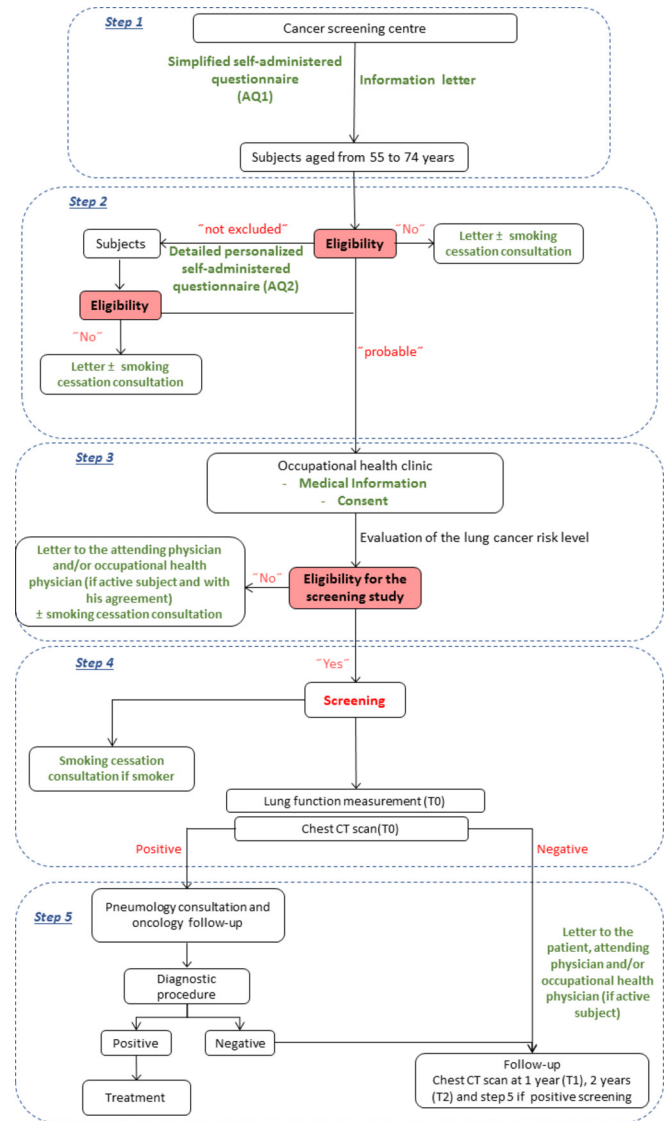 Step 1
Cancer screening centre
Simplified self-administered
questionnaire
(AQ1)
Information letter
Subjects aged from 55 to 74 years
Step 2
"not excluded"
Subjects
Eligibility
"No"
Letter ± smoking
cessation consultation
Detailed personalized
self-administered
questionnaire (AQ2)
Eligibility
"No"
"probable"
Letter ± smoking
cessation consultation
Step 3
Occupational health clinic
- Medical Information
- Consent
Evaluation of the lung cancer risk level
Letter to the attending physician
and/or occupational health
physician (if active subject and with
his agreement)
± smoking cessation consultation
"No"
Eligibility for the
screening study
Step 4
"Yes"
Screening
Smoking cessation
consultation if smoker
Lung function measurement (T0)
Chest CT scan(T0)
Positive
Negative
Step 5
Pneumology consultation and
oncology follow-up
Letter to the
patient, attending
physician and/or
occupational health
physician (if active
subject)
Diagnostic
procedure
Positive
Negative
Treatment
Follow-up
Chest CT scan at 1 year (T1), 2 years
(T2) and step 5 if positive screening